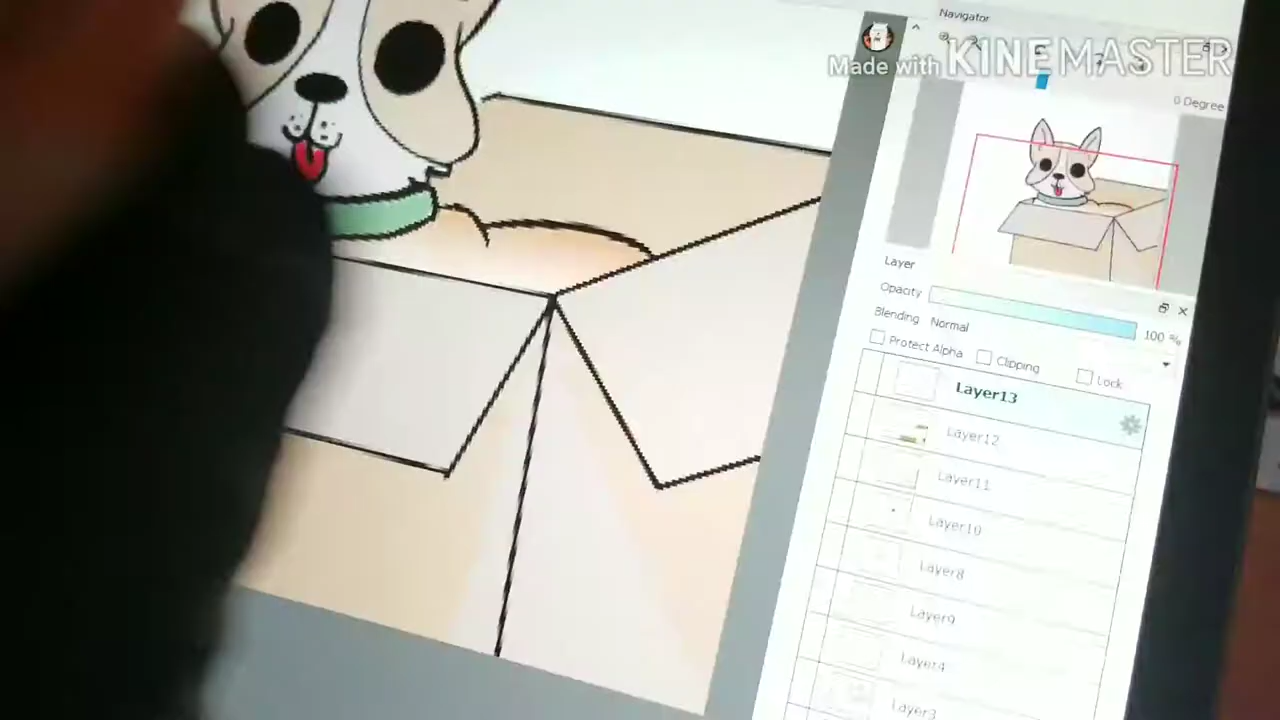 Navigator
Made with KINEMASTER
0 Degree
Layer
Opacity
100 %
Blending Normal
Protect Alpha Clipping Lock
Layer13
Layer12
Layer11
Layer10
Layer8
Layer9
Layer4
Layer3